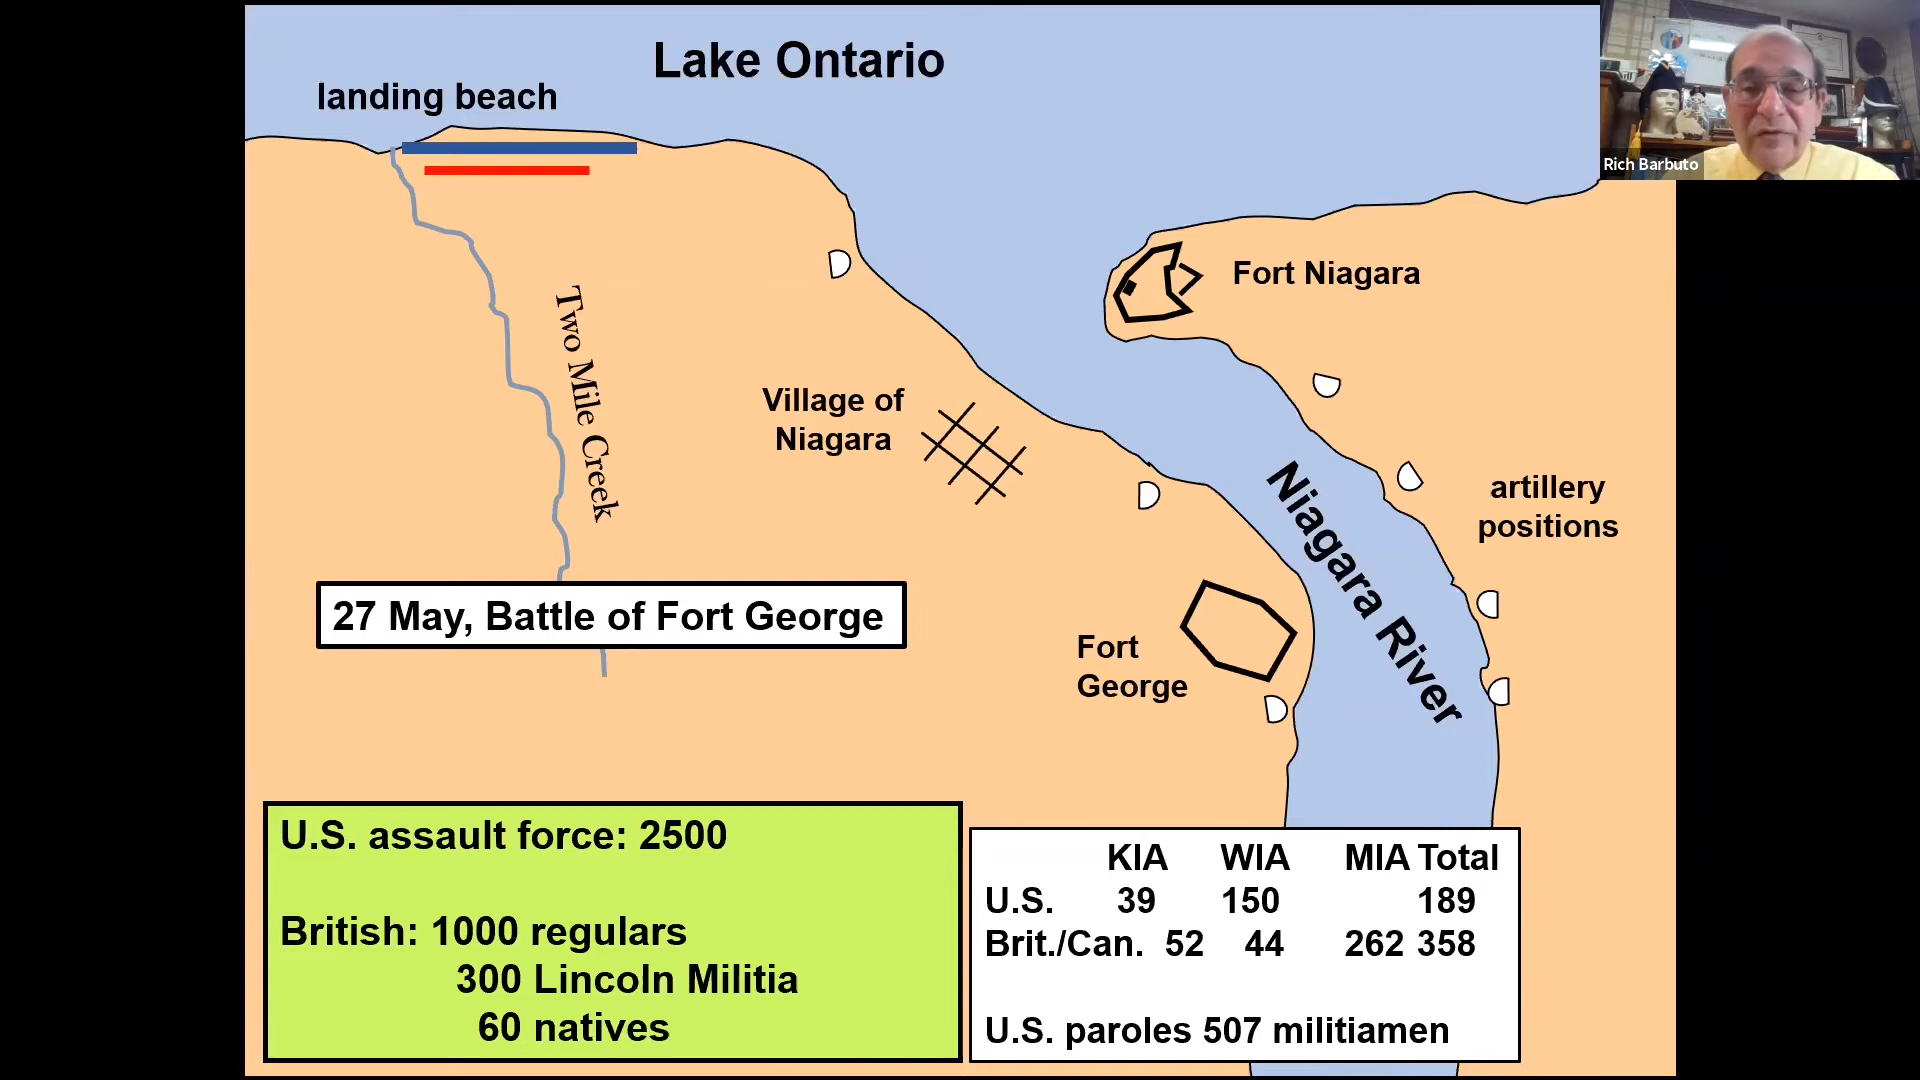 Lake Ontario
landing beach
Rich Barbuto
Fort Niagara
Two Mile Creek
Village of
Niagara
Niagara River
artillery
positions
27 May, Battle of Fort George
Fort
George
U.S. assault force: 2500
British: 1000 regulars
300 Lincoln Militia
60 natives
KIA WIA MIA Total
U.S. 39 150 189
Brit./Can. 52 44 262 358
U.S. paroles 507 militiamen